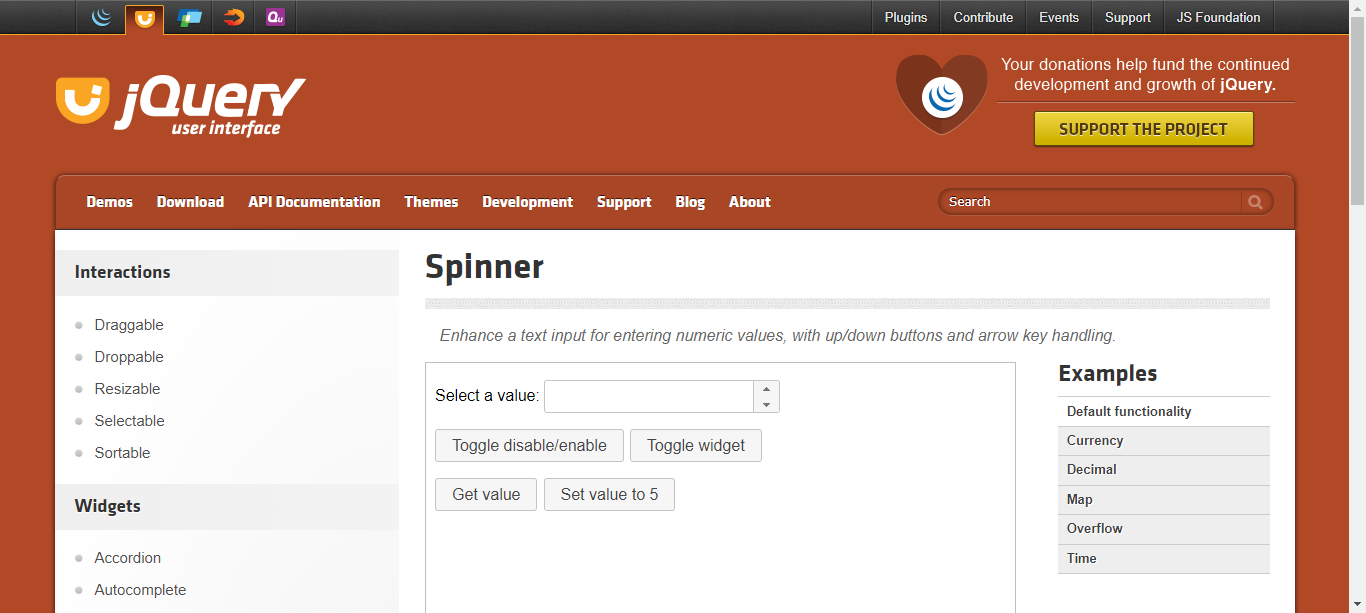 Qu
Plugins Contribute Events Support JS Foundation
Your donations help fund the continued
development and growth of jQuery.
jQuery
user interface
SUPPORT THE PROJECT
Demos Download API Documentation Themes Development Support Blog About Search
Interactions
Draggable
Droppable
Resizable
Selectable
Sortable
Widgets
Accordion
Autocomplete
Spinner
Enhance a text input for entering numeric values, with up/down buttons and arrow key handling.
Select a value:
Toggle disable/enable Toggle widget
Get value Set value to 5
Examples
Default functionality
Currency
Decimal
Map
Overflow
Time